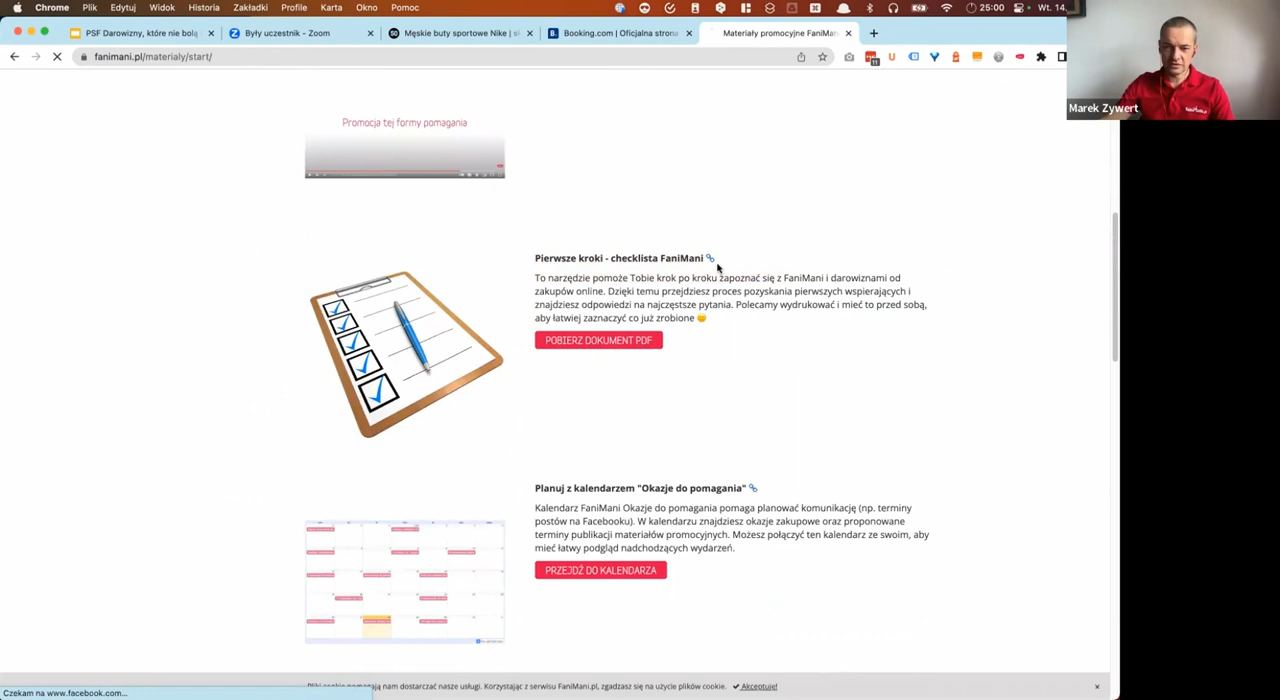 Chrome Plik Edytuj Widok Historia Zakładki Profile Karta Okno Pomoc 25:00 Wt. 14.
PSF Darowizny, które nie bolą Były uczestnik - Zoom Męskie buty sportowe Nike | Booking.com | Oficjalna strona Materiały promocyjne FaniMan
fanimani.pl/materialy/start/
11
Marek Zywert
Promocja tej formy pomagania
Pierwsze kroki - checklista FaniMani
To narzędzie pomoże Tobie krok po kroku zapoznać się z FaniMani i darowiznami od
zakupów online. Dzięki temu przejdziesz proces pozyskania pierwszych wspierających i
znajdziesz odpowiedzi na najczęstsze pytania. Polecamy wydrukować i mieć to przed sobą,
aby łatwiej zaznaczyć co już zrobione
POBIERZ DOKUMENT PDF
Planuj z kalendarzem "Okazje do pomagania"
Kalendarz FaniMani Okazje do pomagania pomaga planować komunikację (np. terminy
postów na Facebooku). W kalendarzu znajdziesz okazje zakupowe oraz proponowane
terminy publikacji materiałów promocyjnych. Możesz połączyć ten kalendarz ze swoim, aby
mieć łatwy podgląd nadchodzących wydarzeń.
PRZEJDŹ DO KALENDARZA
Pliki cookie pomagają nam dostarczać nasze usługi. Korzystając z serwisu FaniMani.pl, zgadzasz się na użycie plików cookie. Akceptuję!
Czekam na www.facebook.com...